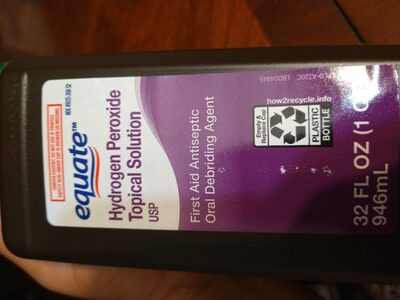 equate™
Hydrogen Peroxide
Topical Solution
USP
First Aid Antiseptic
Oral Debriding Agent
how2recycle.info
Empty &
Replace Cap
PLASTIC
BOTTLE
32 FL OZ (1
946mL